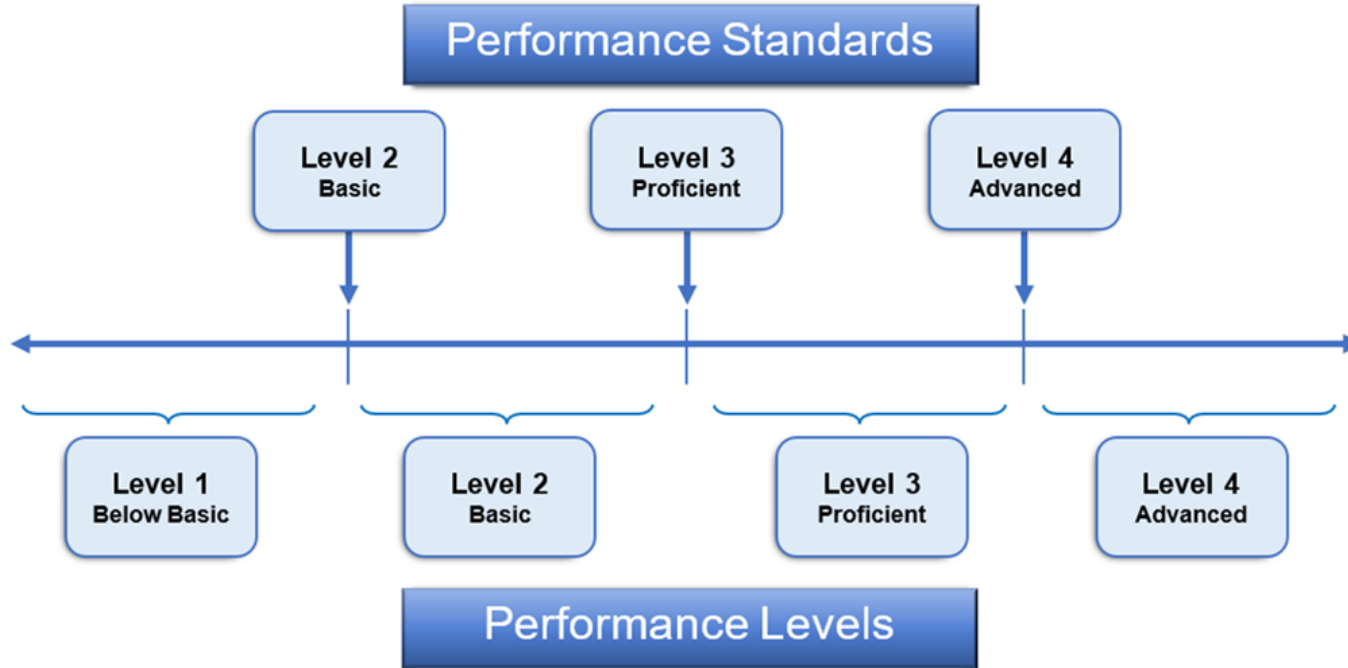 Performance Standards
Level 2
Basic
Level 3
Proficient
Level 4
Advanced
Level 1
Below Basic
Level 2
Basic
Level 3
Proficient
Level 4
Advanced
Performance Levels